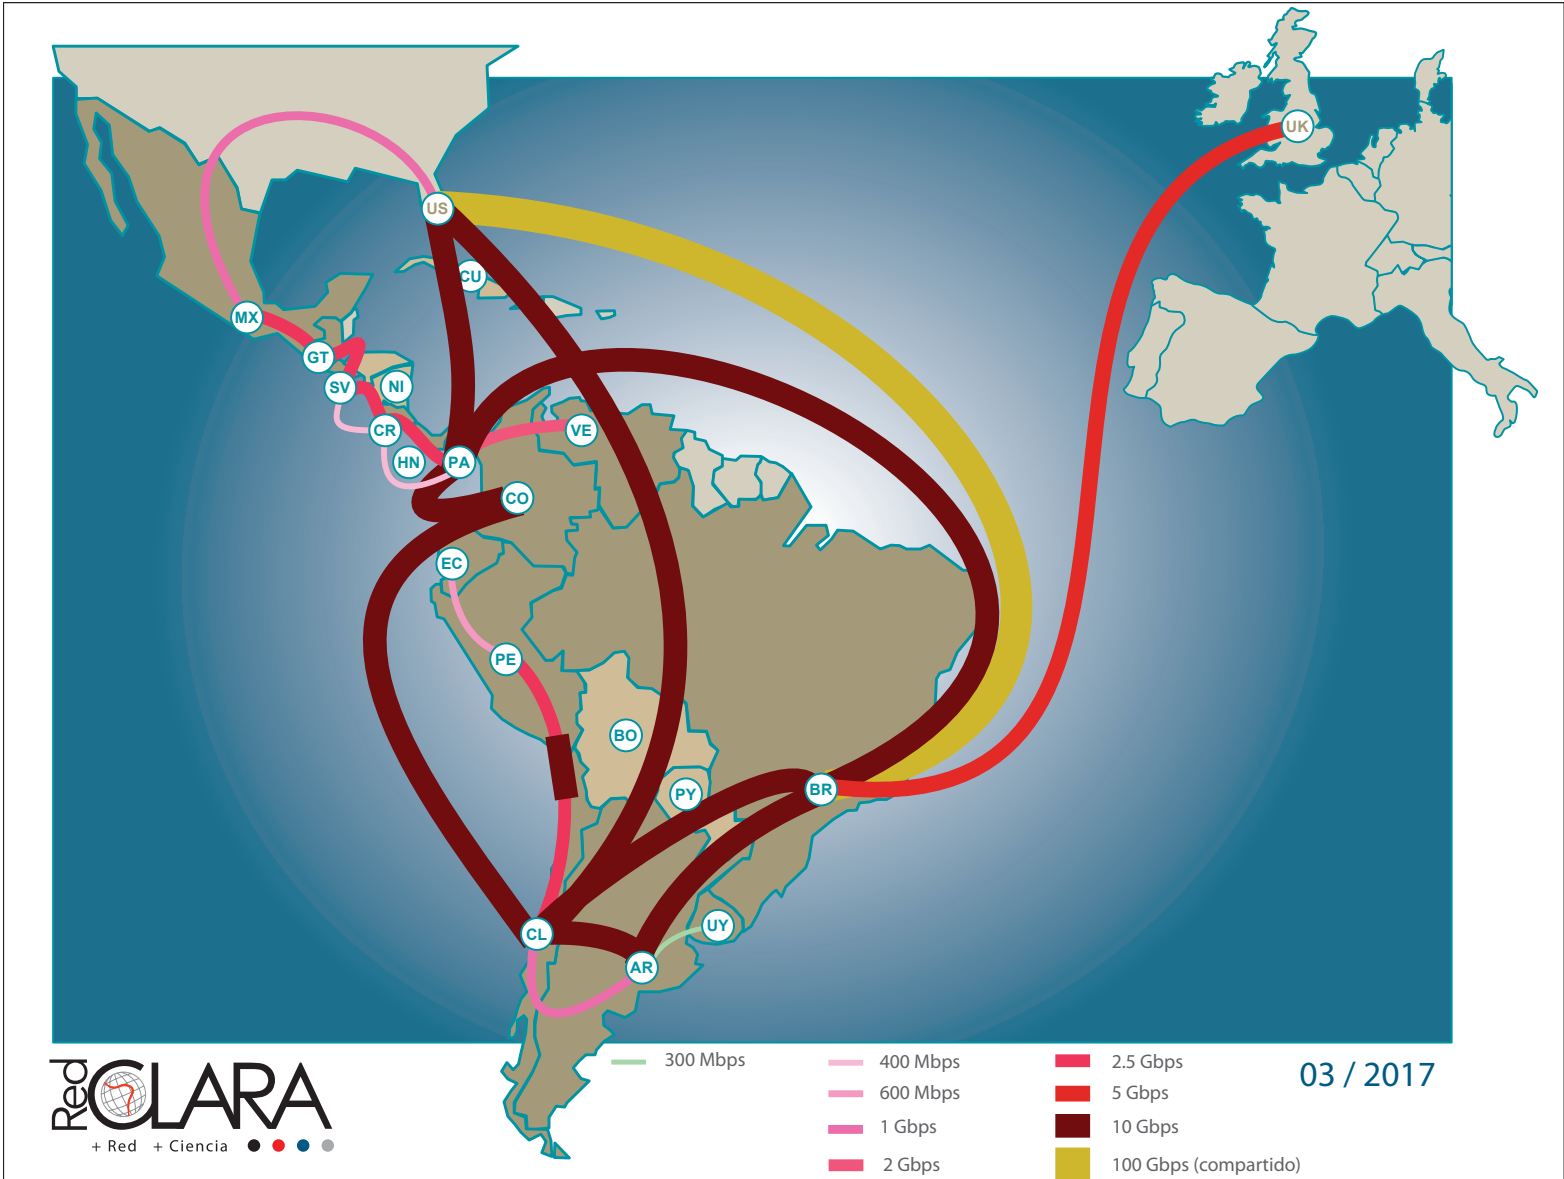 UK
US
CU
MX
GT
SV
NI
CR
VE
HN
PA
CO
EC
PE
BO
PY
BR
CL
UY
AR
300 Mbps
400 Mbps
600 Mbps
1 Gbps
2 Gbps
2.5 Gbps
5 Gbps
10 Gbps
100 Gbps (compartido)
03 / 2017
Red CLARA
+ Red + Ciencia